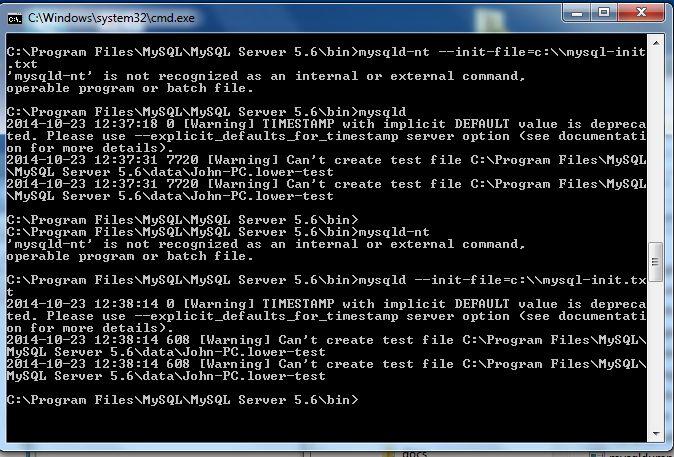 C:\Windows\system32\cmd.exe
C:\Program Files\MySQL\MySQL Server 5.6\bin>mysqld-nt --init-file=c:\\mysql-init
.txt
'mysqld-nt' is not recognized as an internal or external command,
operable program or batch file.
C:\Program Files\MySQL\MySQL Server 5.6\bin>mysqld
2014-10-23 12:37:18 0 [Warning] TIMESTAMP with implicit DEFAULT value is depreca
ted. Please use --explicit_defaults_for_timestamp server option (see documentati
on for more details).
2014-10-23 12:37:31 7720 [Warning] Can't create test file C:\Program Files\MySQL
\MySQL Server 5.6\data\John-PC.lower-test
2014-10-23 12:37:31 7720 [Warning] Can't create test file C:\Program Files\MySQL
\MySQL Server 5.6\data\John-PC.lower-test
C:\Program Files\MySQL\MySQL Server 5.6\bin>
C:\Program Files\MySQL\MySQL Server 5.6\bin>mysqld-nt
'mysqld-nt' is not recognized as an internal or external command,
operable program or batch file.
C:\Program Files\MySQL\MySQL Server 5.6\bin>mysqld --init-file=c:\\mysql-init.tx
t
2014-10-23 12:38:14 0 [Warning] TIMESTAMP with implicit DEFAULT value is depreca
ted. Please use --explicit_defaults_for_timestamp server option (see documentati
on for more details).
2014-10-23 12:38:14 608 [Warning] Can't create test file C:\Program Files\MySQL\
MySQL Server 5.6\data\John-PC.lower-test
2014-10-23 12:38:14 608 [Warning] Can't create test file C:\Program Files\MySQL\
MySQL Server 5.6\data\John-PC.lower-test
C:\Program Files\MySQL\MySQL Server 5.6\bin>
docs